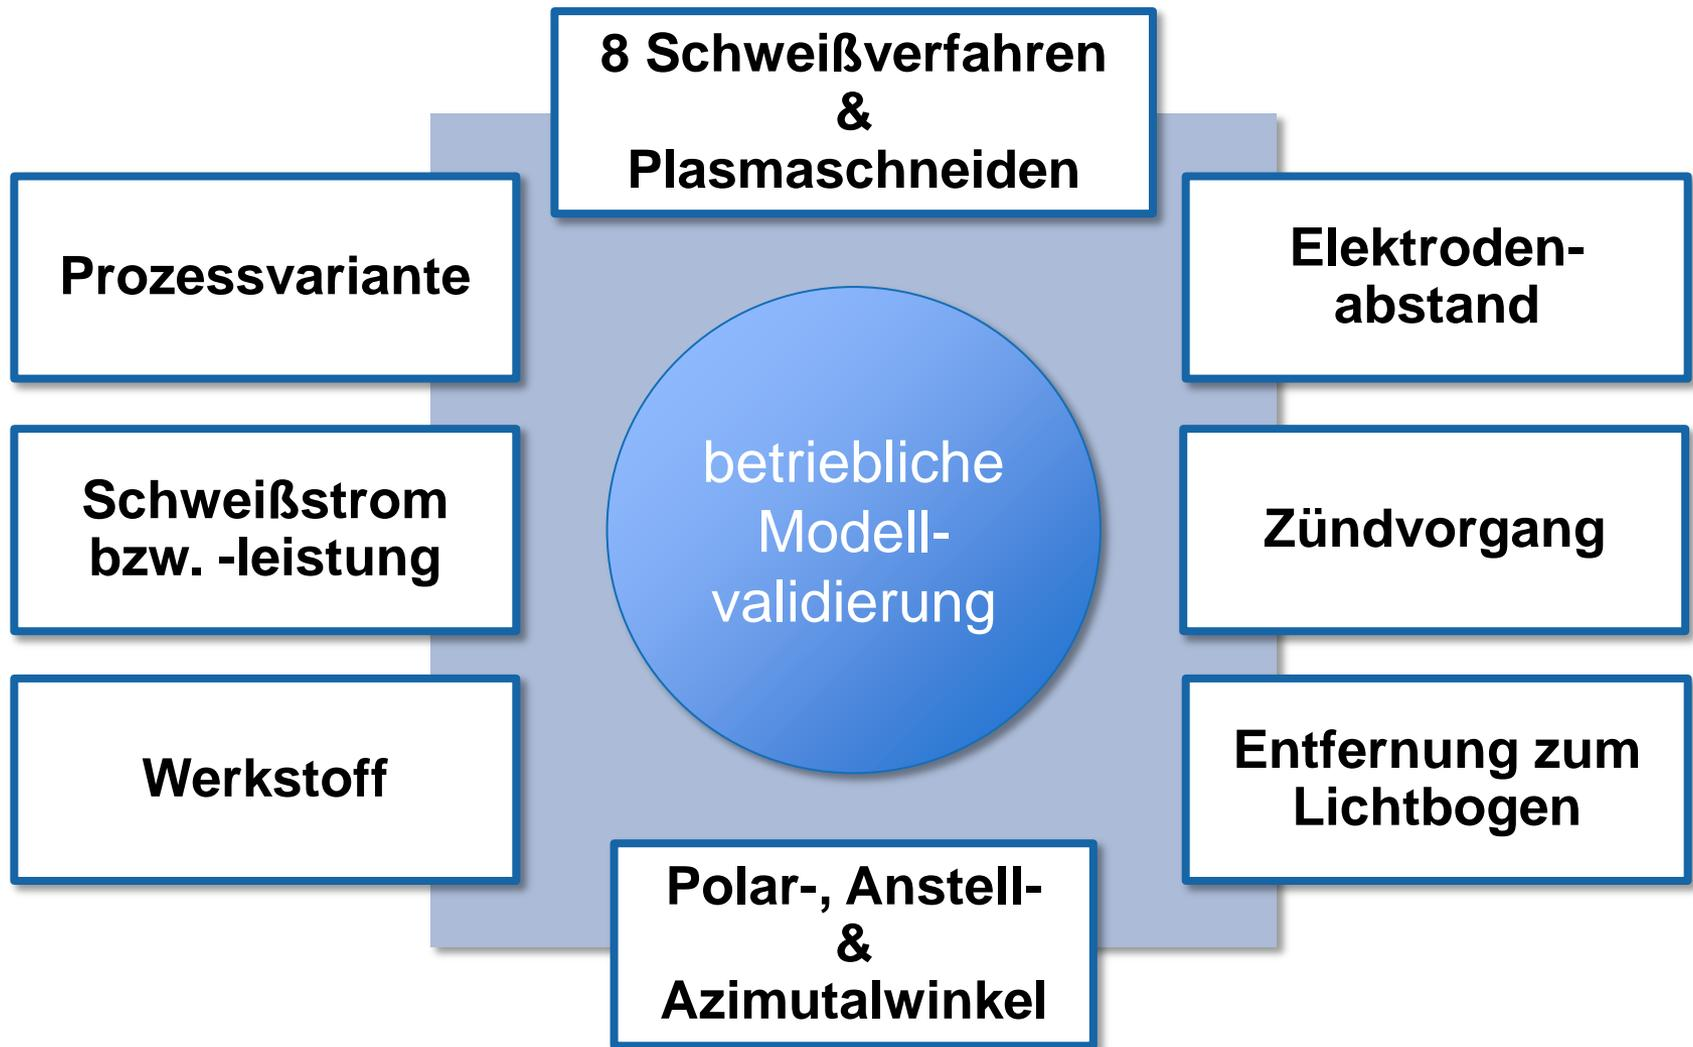 8 Schweißverfahren
&
Plasmaschneiden
Prozessvariante
Elektroden-
abstand
Schweißstrom
bzw. -leistung
betriebliche
Modell-
validierung
Zündvorgang
Werkstoff
Entfernung zum
Lichtbogen
Polar-, Anstell-
&
Azimutalwinkel